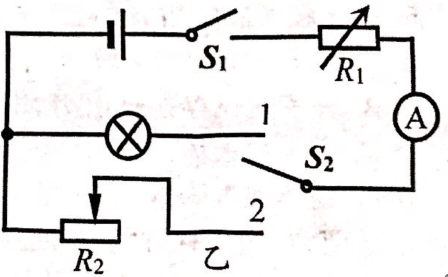 S₁
R₁
A
1
S₂
2
R₂
乙